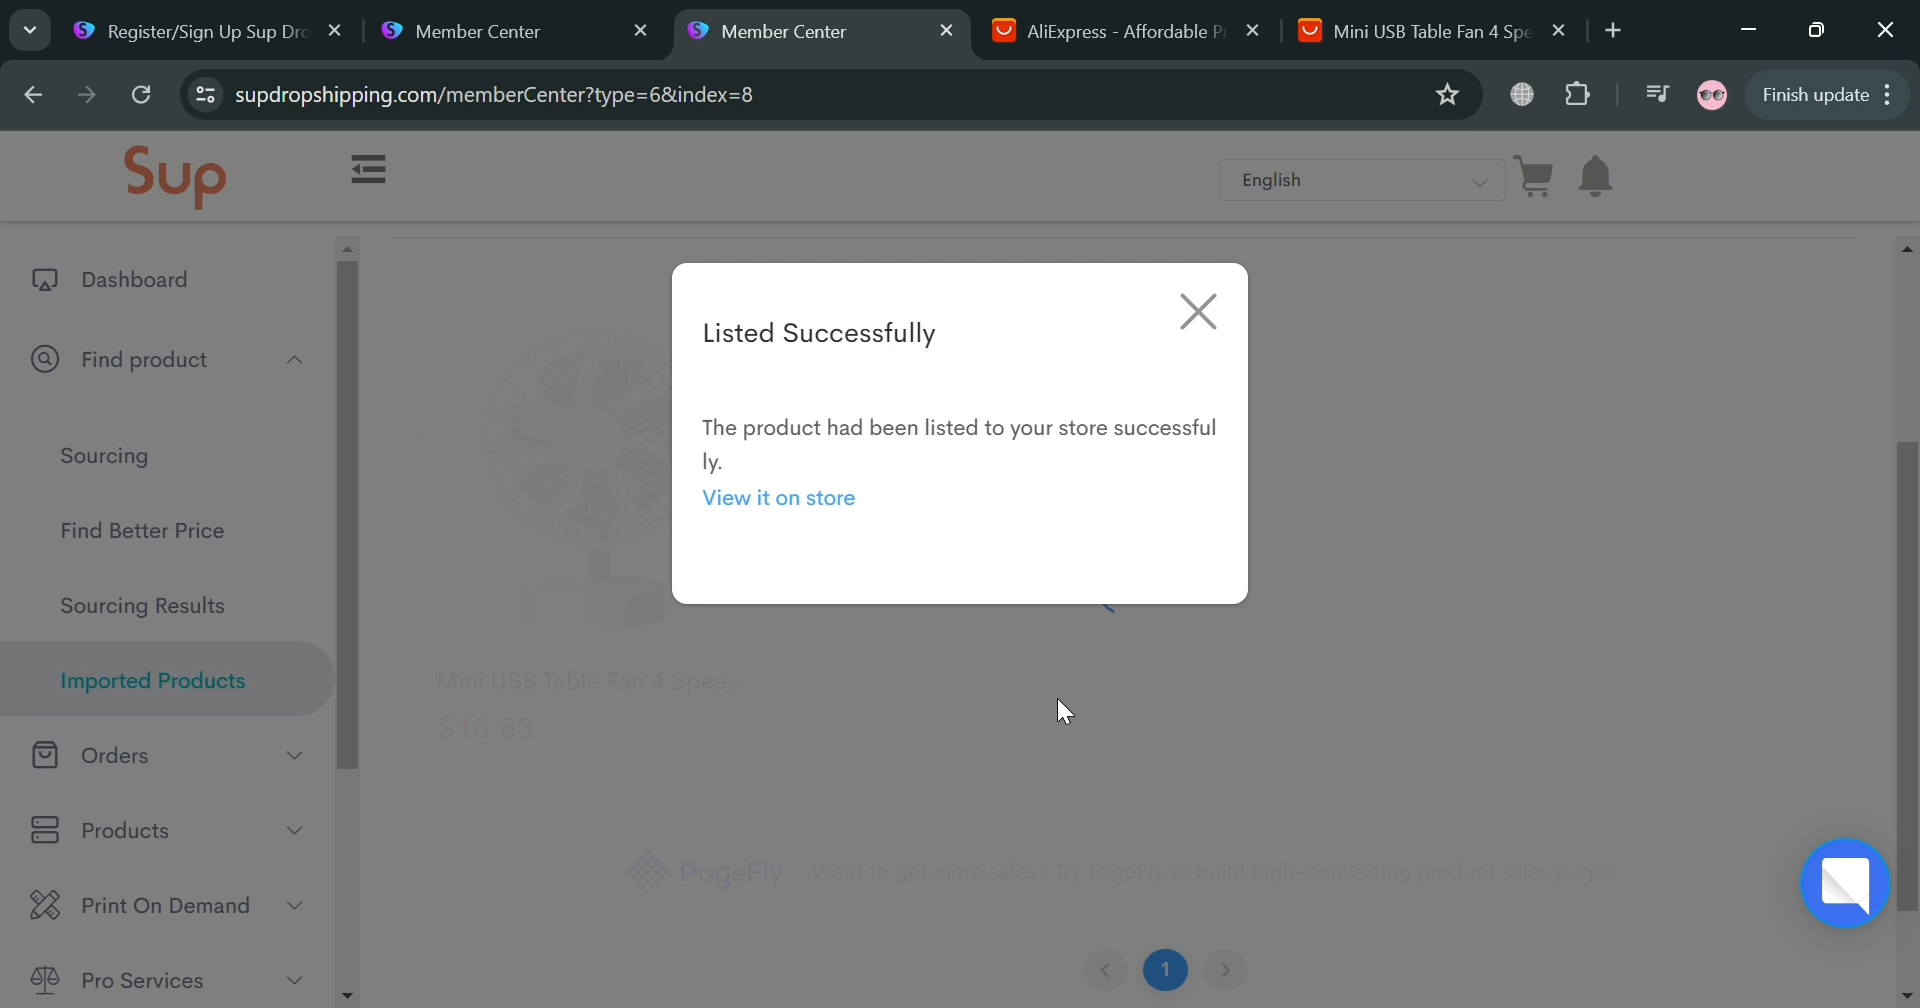 Register/Sign Up Sup Dro
Member Center
Member Center
AliExpress - Affordable Pr
Mini USB Table Fan 4 Spe
supdropshipping.com/memberCenter?type=6&index=8
Finish update
Sup
English
Dashboard
Find product
Sourcing
Find Better Price
Sourcing Results
Imported Products
Orders
Products
Print On Demand
Pro Services
Listed Successfully
The product had been listed to your store successful
ly.
View it on store
Mini USB Table Fan 4 Spee...
$13.83
PageFly
Want to get more sales? Try PageFly to build high-converting product sales pages.
1